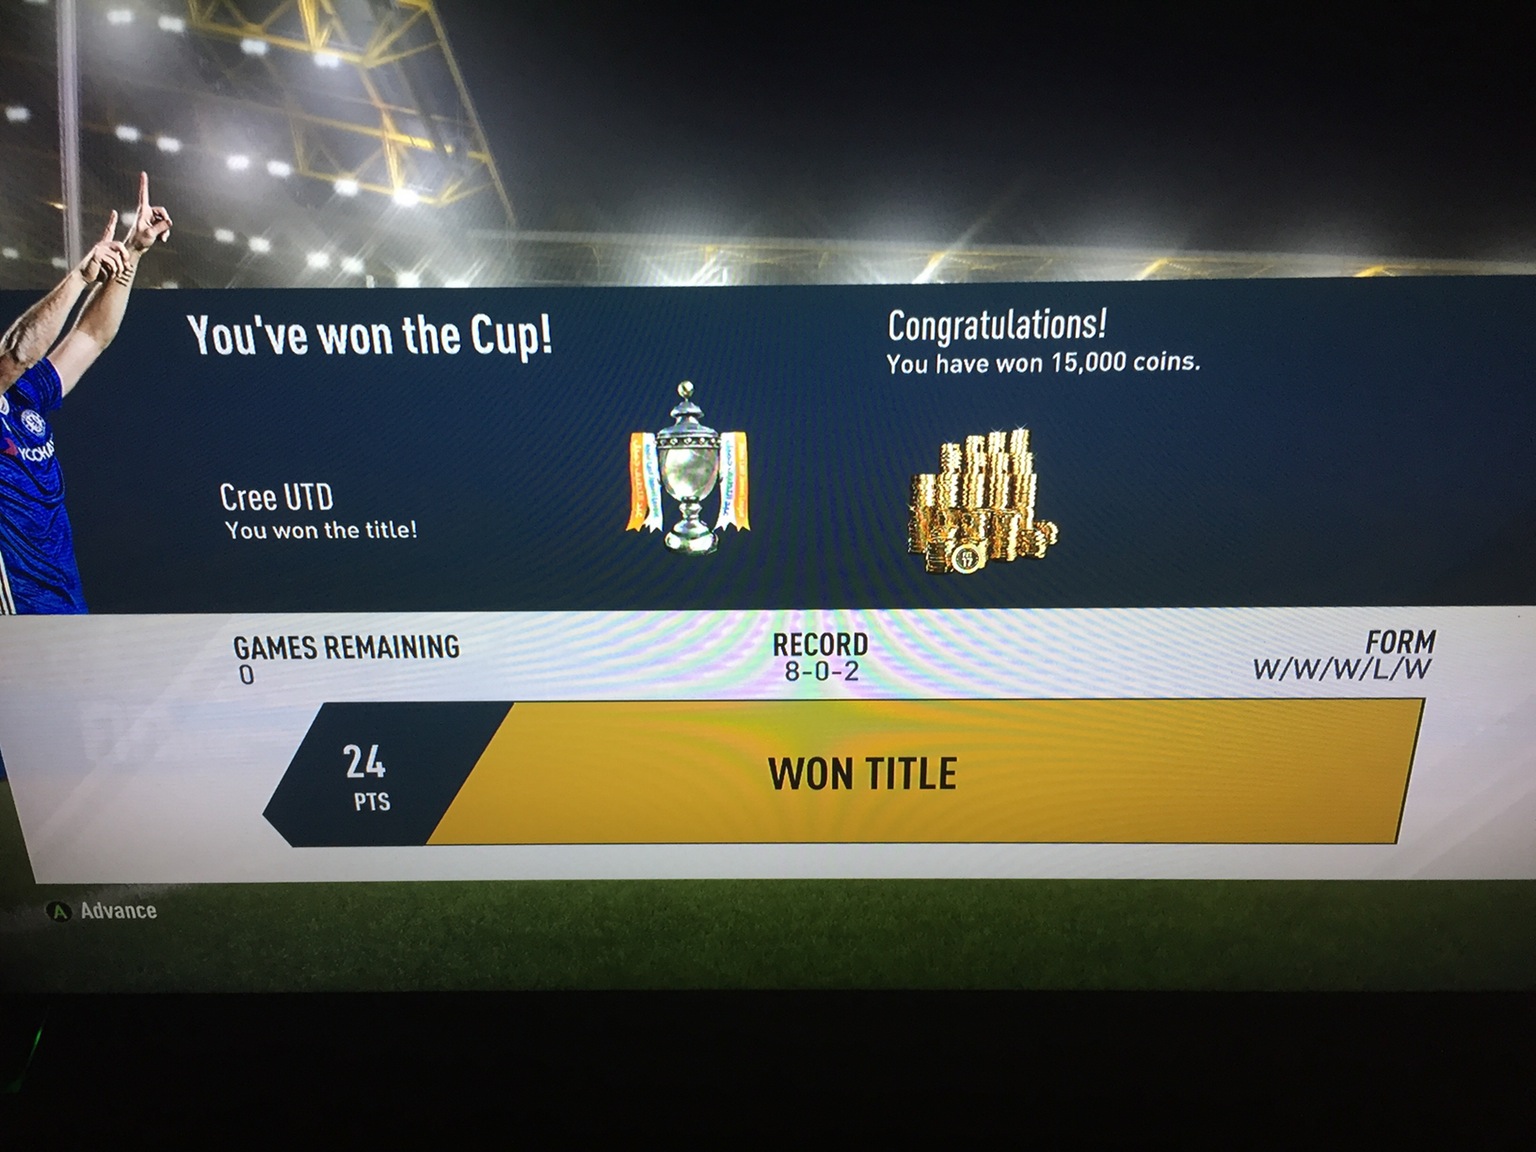 You've won the Cup!
Congratulations!
You have won 15,000 coins.
Cree UTD
You won the title!
GAMES REMAINING
0
RECORD
8-0-2
FORM
W/W/W/L/W
24
PTS
WON TITLE
A Advance